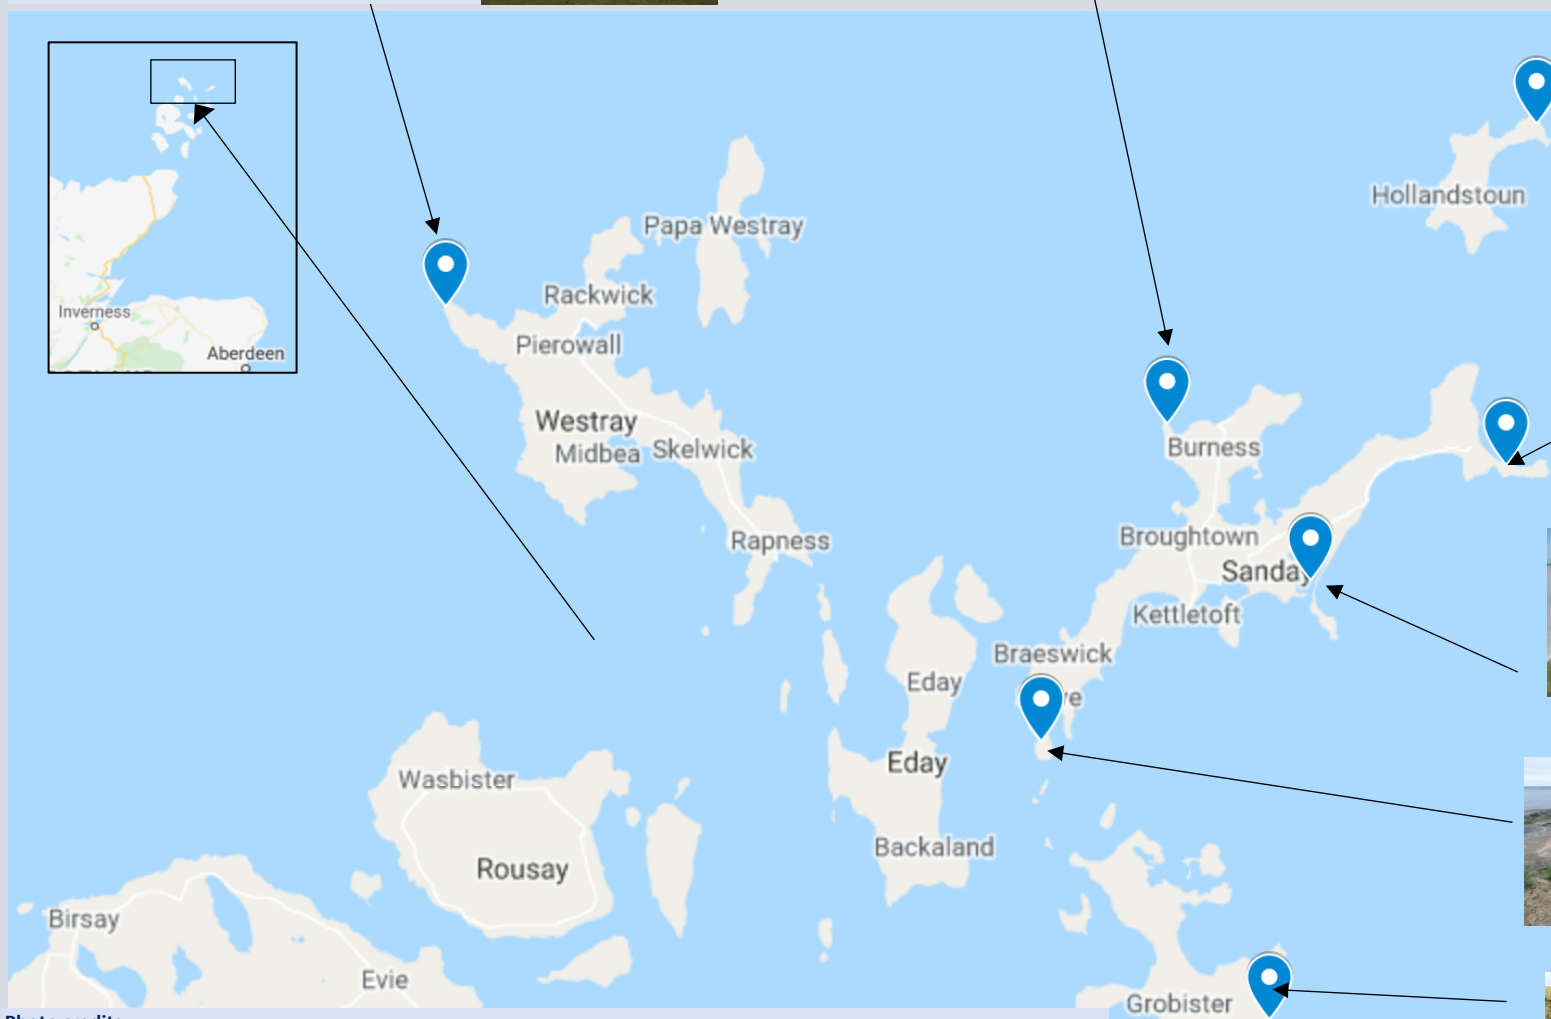 Inverness
Aberdeen
Hollandstoun
Papa Westray
Rackwick
Pierowall
Westray
Midbea
Skelwick
Burness
Rapness
Broughtown
Sanday
Kettletoft
Braeswick
Eday
Eday
Wasbister
Backaland
Rousay
Birsay
Evie
Grobister